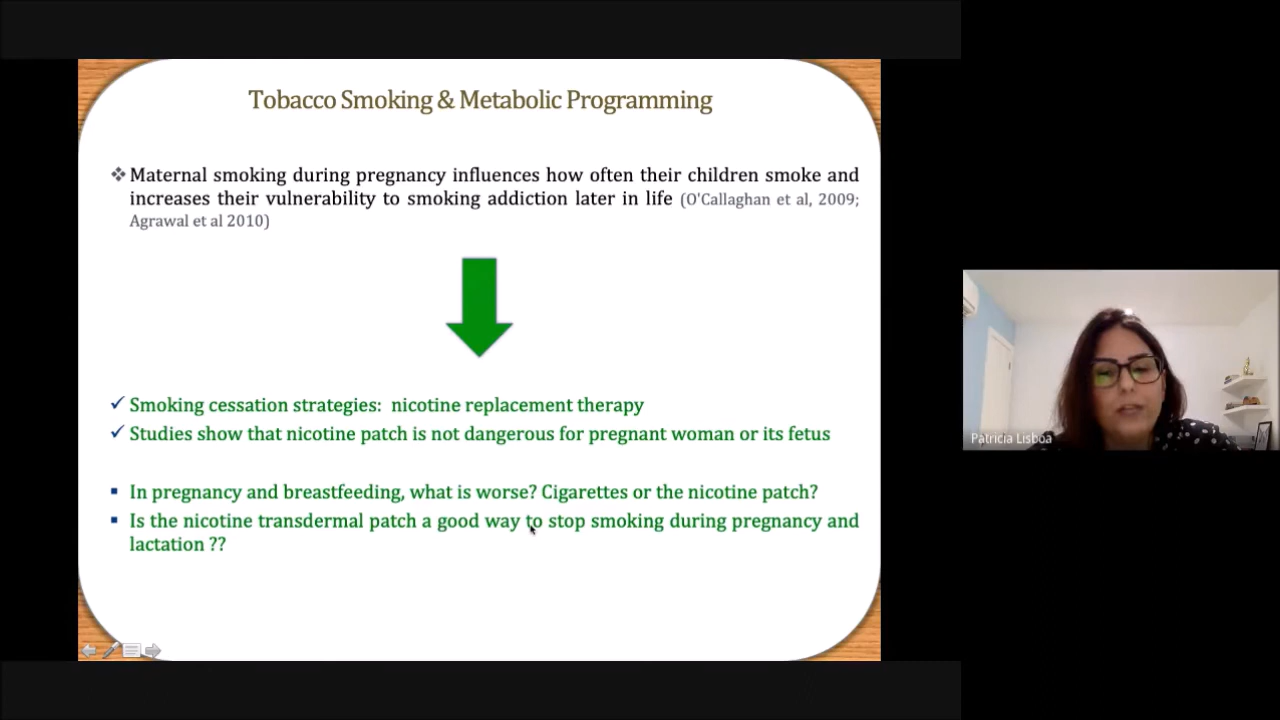 Tobacco Smoking & Metabolic Programming
Maternal smoking during pregnancy influences how often their children smoke and
increases their vulnerability to smoking addiction later in life (O'Callaghan et al, 2009;
Agrawal et al 2010)
Smoking cessation strategies: nicotine replacement therapy
Studies show that nicotine patch is not dangerous for pregnant woman or its fetus
In pregnancy and breastfeeding, what is worse? Cigarettes or the nicotine patch?
Is the nicotine transdermal patch a good way to stop smoking during pregnancy and
lactation ??
Patricia Lisboa